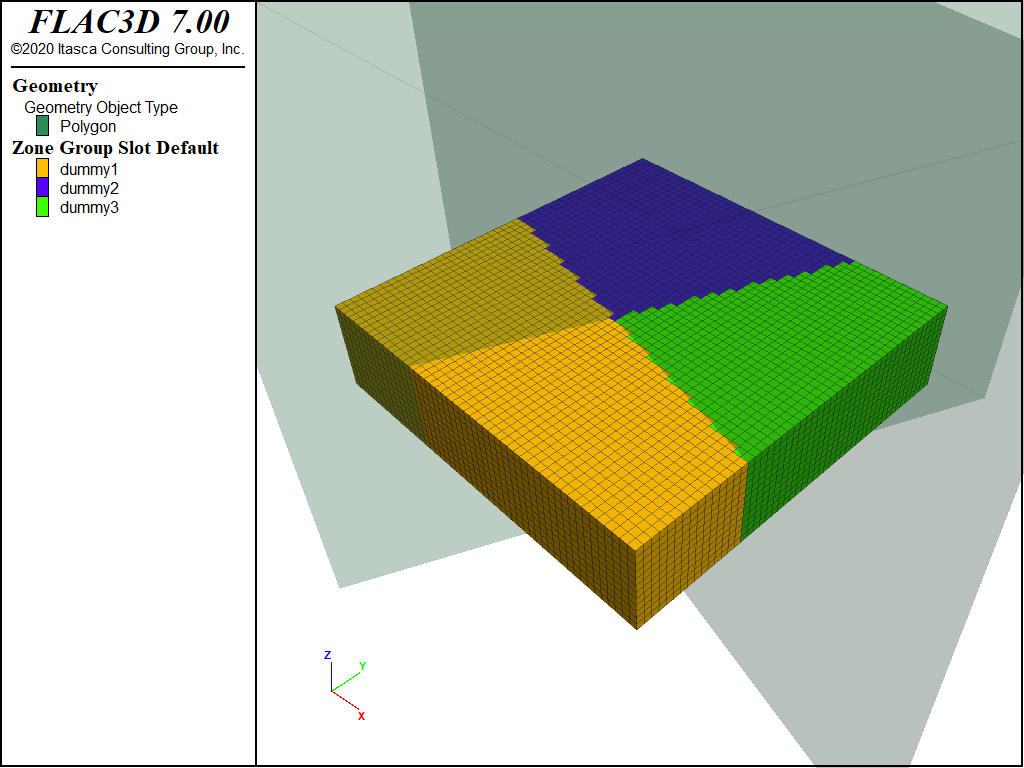 FLAC3D 7.00
©2020 Itasca Consulting Group, Inc.
Geometry
Geometry Object Type
Polygon
Zone Group Slot Default
dummy1
dummy2
dummy3
Z
Y
X